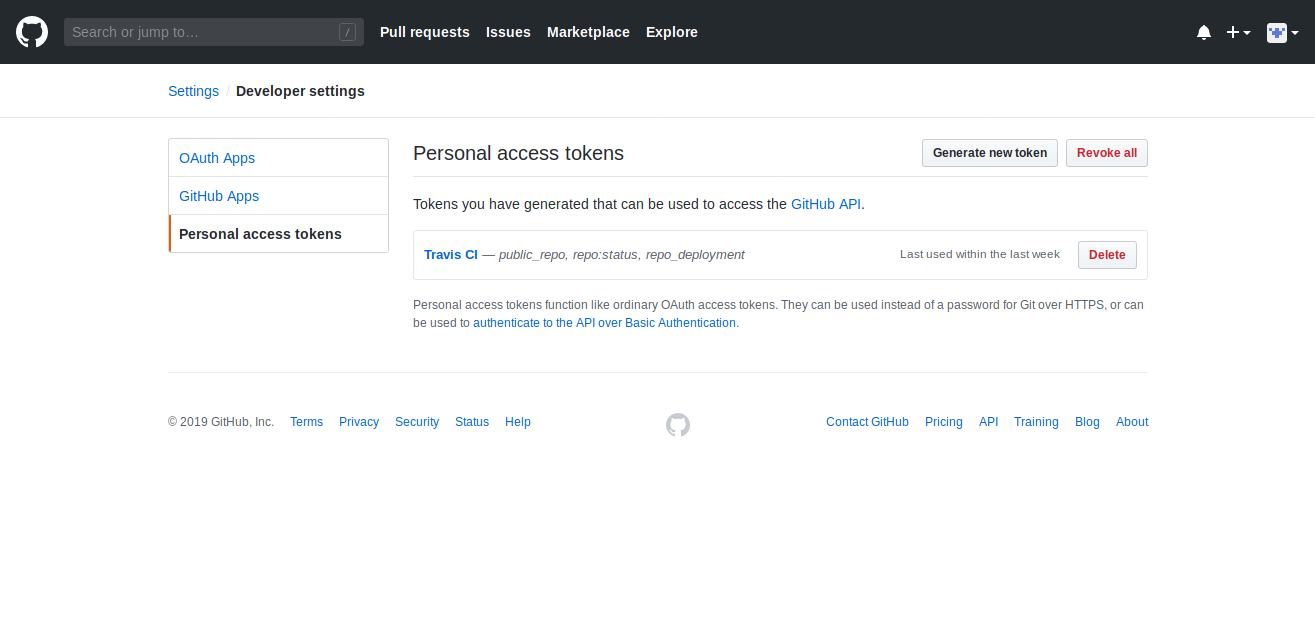 Search or jump to… /
Pull requests Issues Marketplace Explore
Settings / Developer settings
OAuth Apps
GitHub Apps
Personal access tokens
Personal access tokens
Generate new token
Revoke all
Tokens you have generated that can be used to access the GitHub API.
Travis CI — public_repo, repo:status, repo_deployment
Last used within the last week
Delete
Personal access tokens function like ordinary OAuth access tokens. They can be used instead of a password for Git over HTTPS, or can
be used to authenticate to the API over Basic Authentication.
© 2019 GitHub, Inc. Terms Privacy Security Status Help
Contact GitHub Pricing API Training Blog About